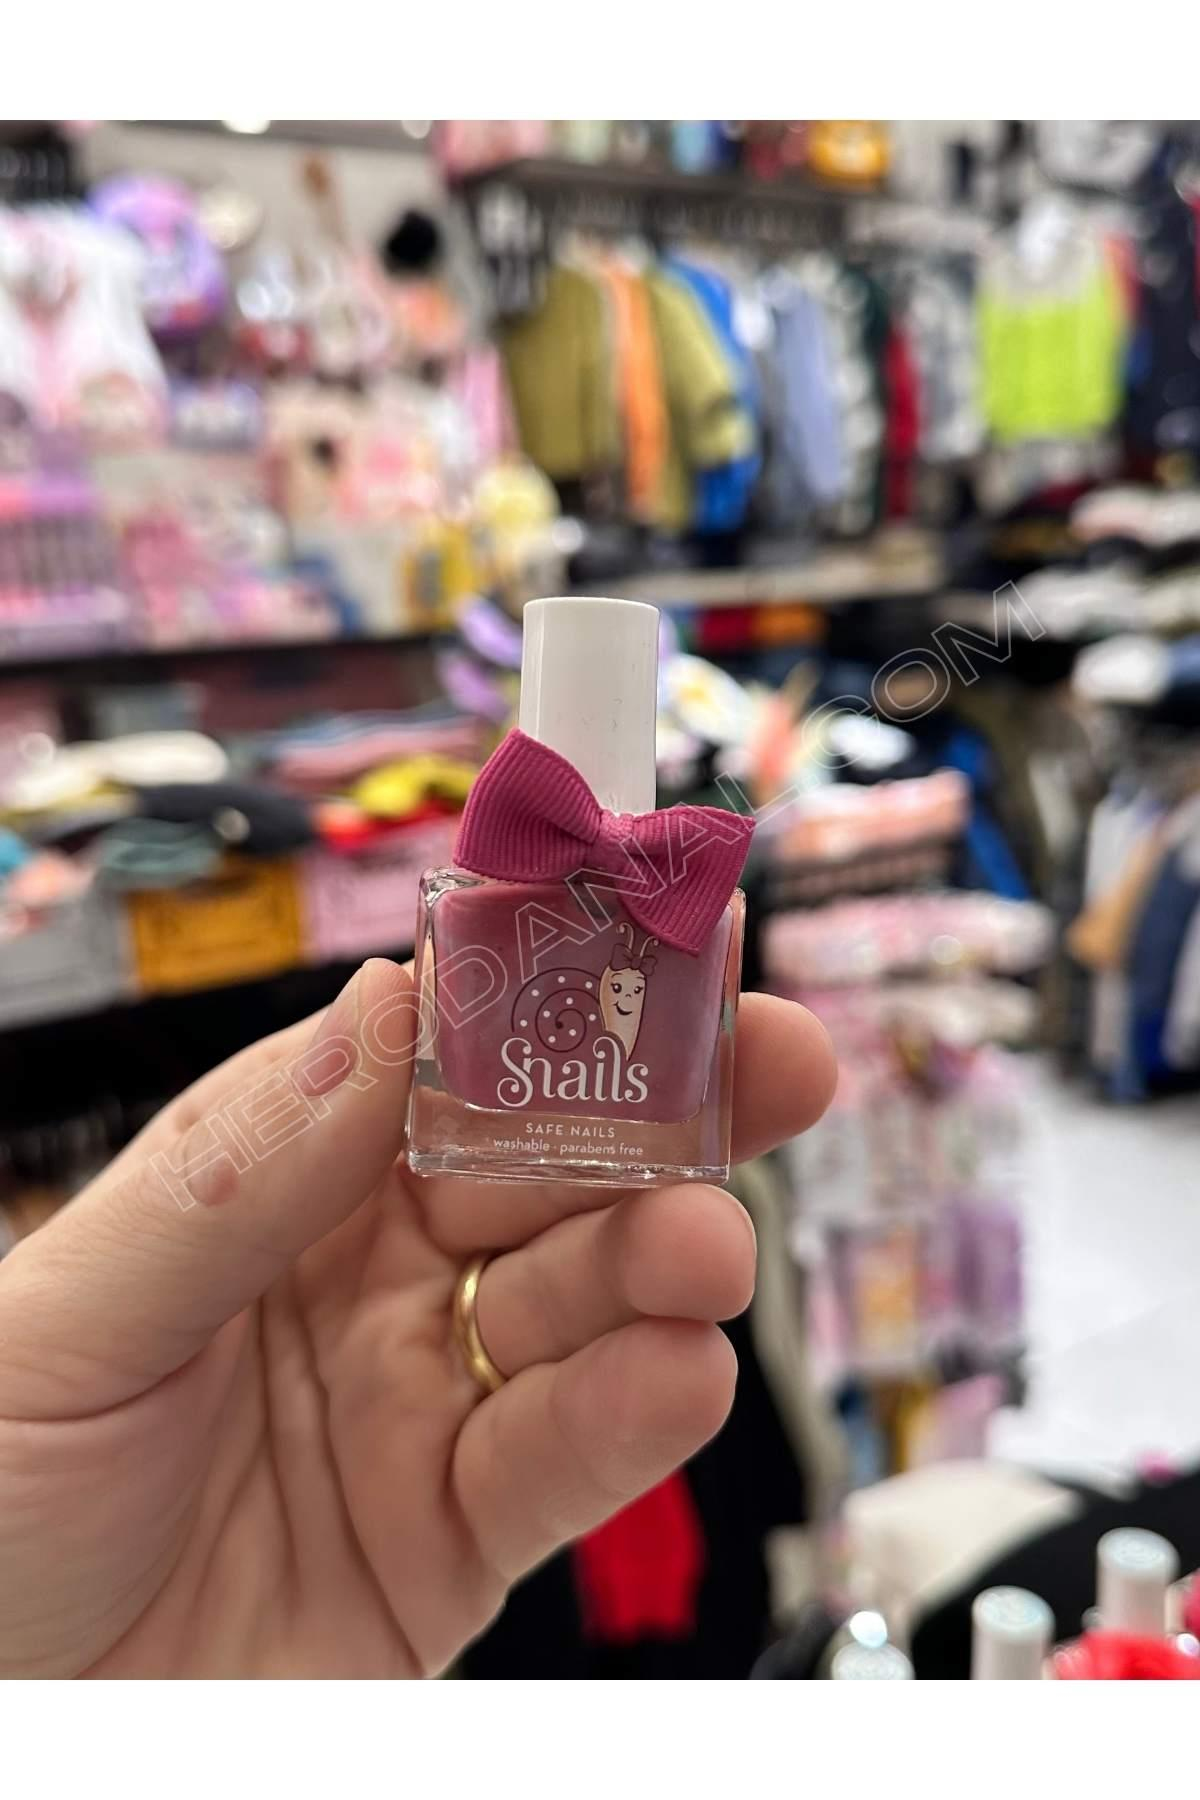 HERODANAL.COM
Snails
SAFE NAILS
washable - parabens free